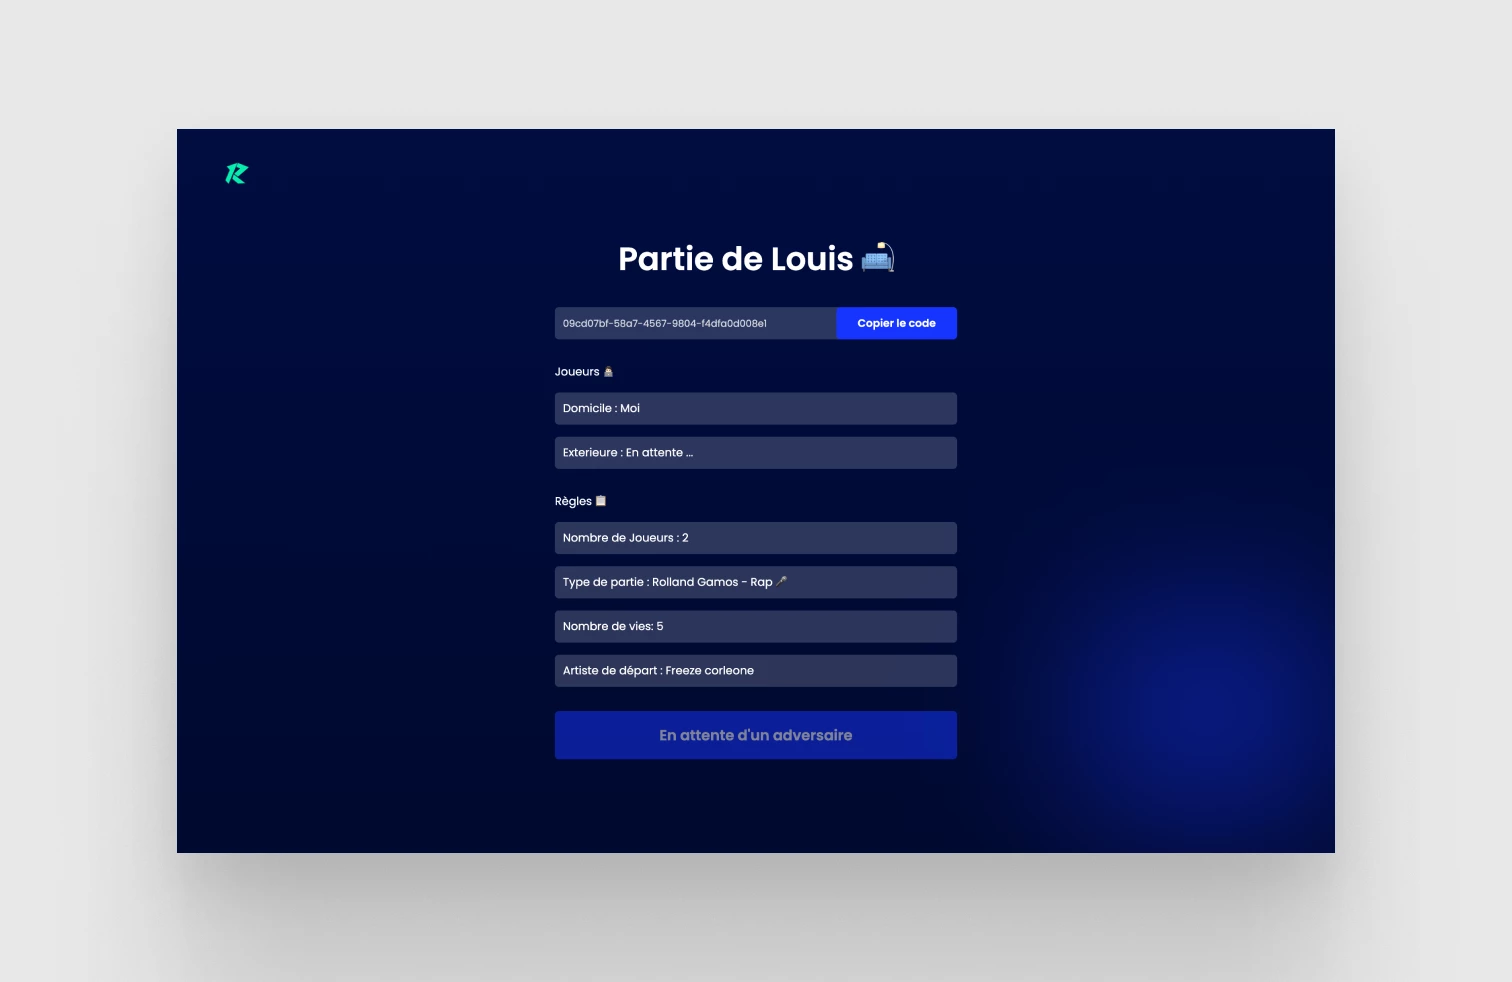 Partie de Louis 🛋️
09cd07bf-58a7-4567-9804-f4dfa0d008e1 Copier le code
Joueurs 🕵🏻‍♂️
Domicile : Moi
Exterieure : En attente ...
Règles 📋
Nombre de Joueurs : 2
Type de partie : Rolland Gamos - Rap 🎤
Nombre de vies: 5
Artiste de départ : Freeze corleone
En attente d'un adversaire